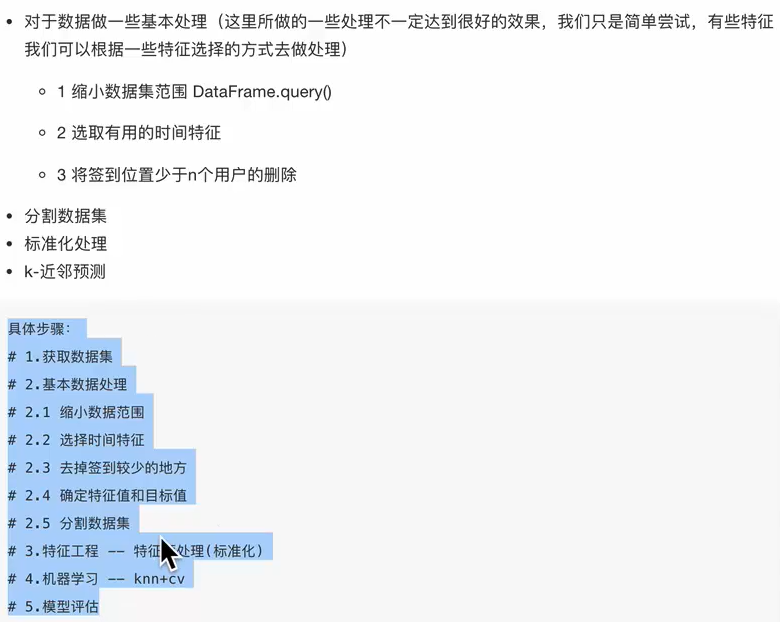 对于数据做一些基本处理（这里所做的一些处理不一定达到很好的效果，我们只是简单尝试，有些特征
我们可以根据一些特征选择的方式去做处理）
1 缩小数据集范围 DataFrame.query()
2 选取有用的时间特征
3 将签到位置少于n个用户的删除
分割数据集
标准化处理
k-近邻预测
具体步骤：
# 1.获取数据集
# 2.基本数据处理
# 2.1 缩小数据范围
# 2.2 选择时间特征
# 2.3 去掉签到较少的地方
# 2.4 确定特征值和目标值
# 2.5 分割数据集
# 3.特征工程 -- 特征处理(标准化)
# 4.机器学习 -- knn+cv
# 5.模型评估